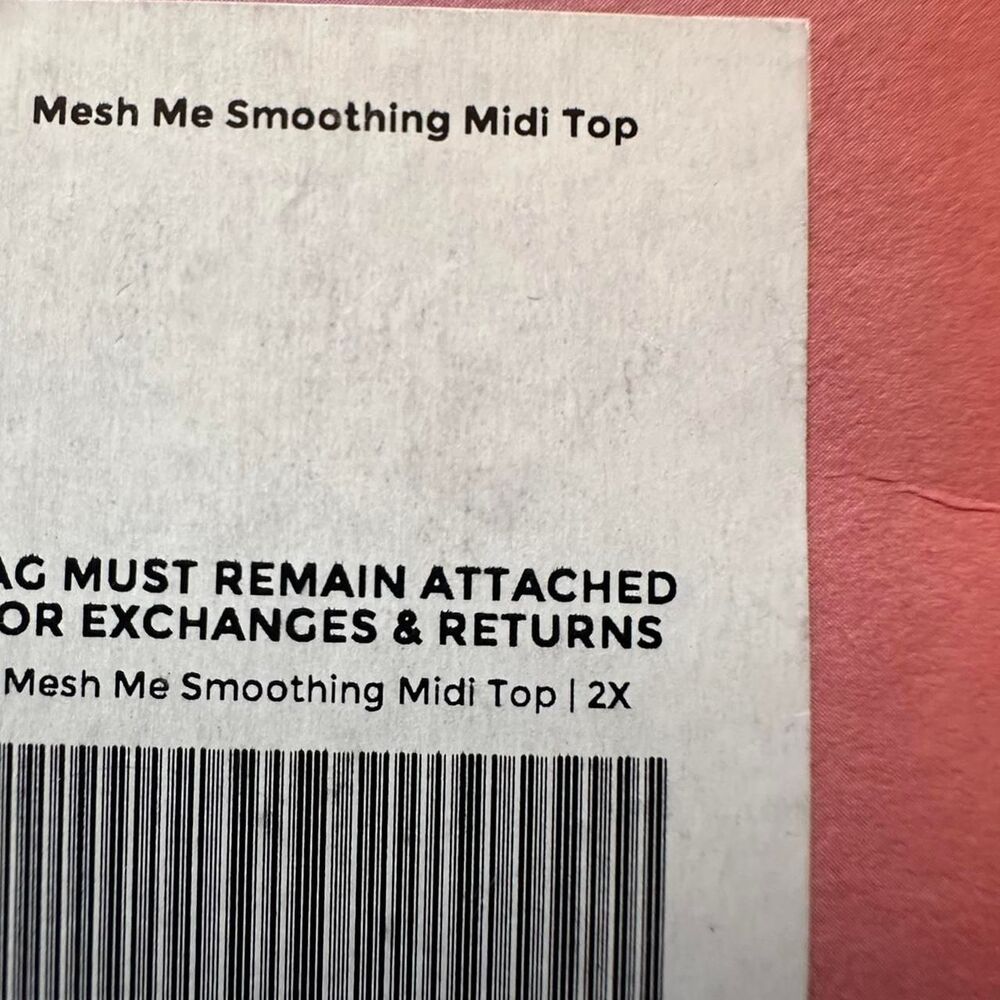 Mesh Me Smoothing Midi Top
AG MUST REMAIN ATTACHED
OR EXCHANGES & RETURNS
Mesh Me Smoothing Midi Top | 2X